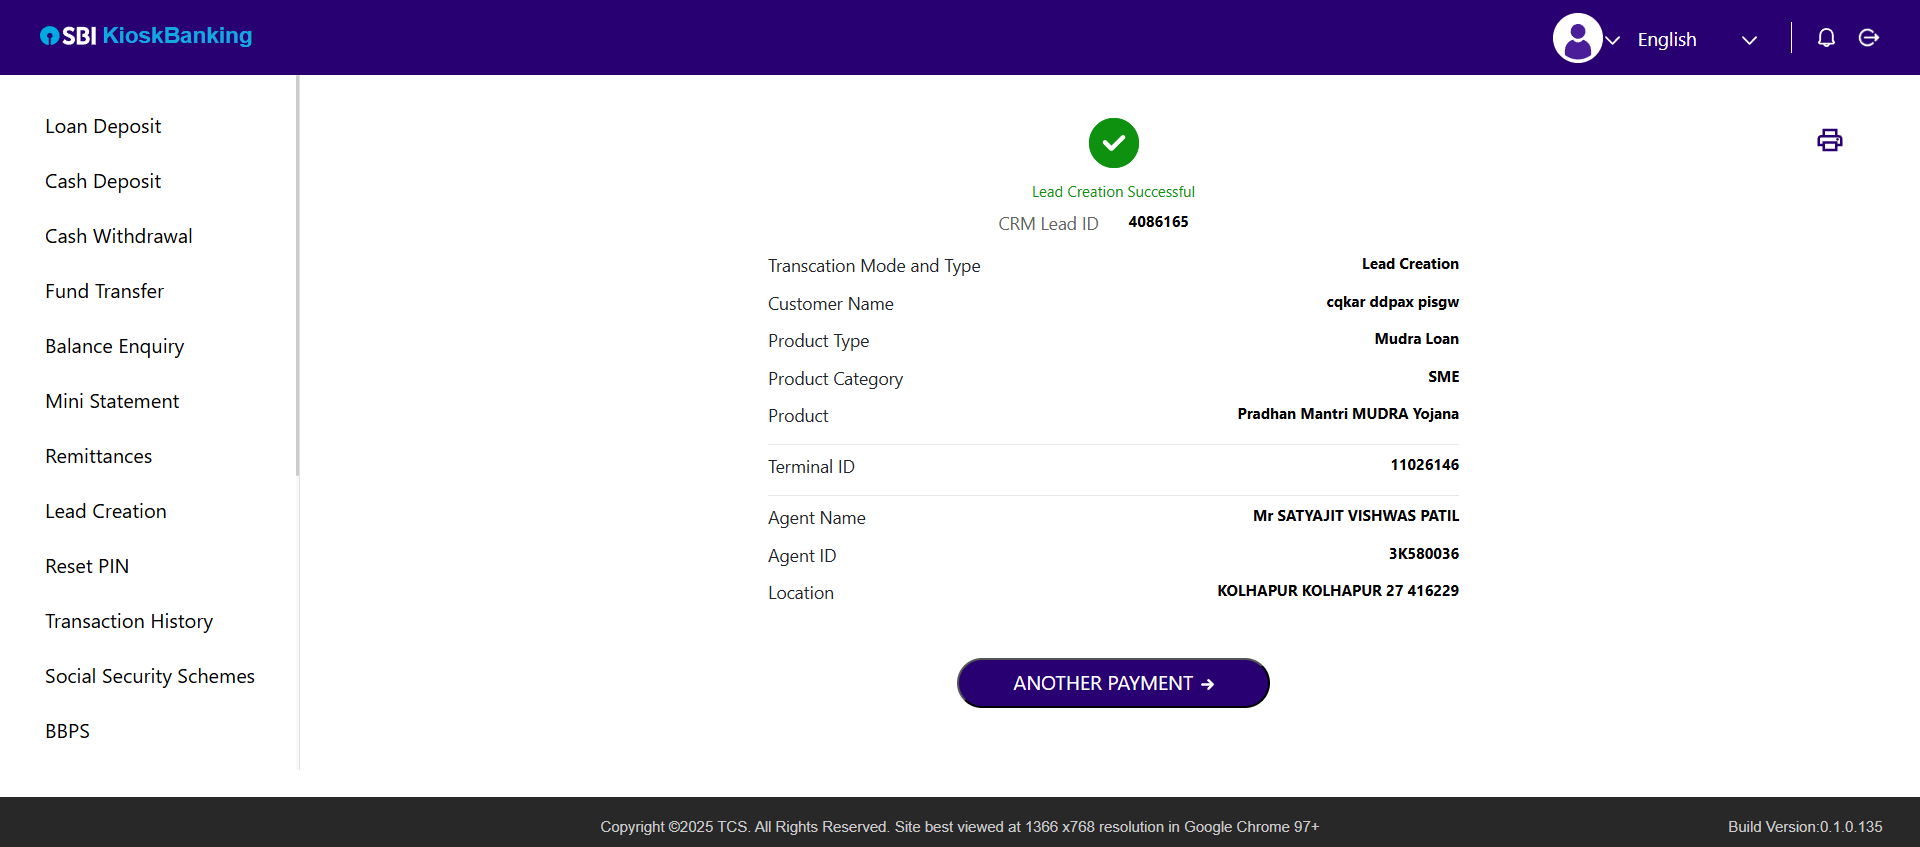 SBI KioskBanking
English
Loan Deposit
Cash Deposit
Cash Withdrawal
Fund Transfer
Balance Enquiry
Mini Statement
Remittances
Lead Creation
Reset PIN
Transaction History
Social Security Schemes
BBPS
Lead Creation Successful
CRM Lead ID 4086165
Transcation Mode and Type Lead Creation
Customer Name cqkar ddpax pisgw
Product Type Mudra Loan
Product Category SME
Product Pradhan Mantri MUDRA Yojana
Terminal ID 11026146
Agent Name Mr SATYAJIT VISHWAS PATIL
Agent ID 3K580036
Location KOLHAPUR KOLHAPUR 27 416229
ANOTHER PAYMENT →
Copyright ©2025 TCS. All Rights Reserved. Site best viewed at 1366 x768 resolution in Google Chrome 97+
Build Version:0.1.0.135